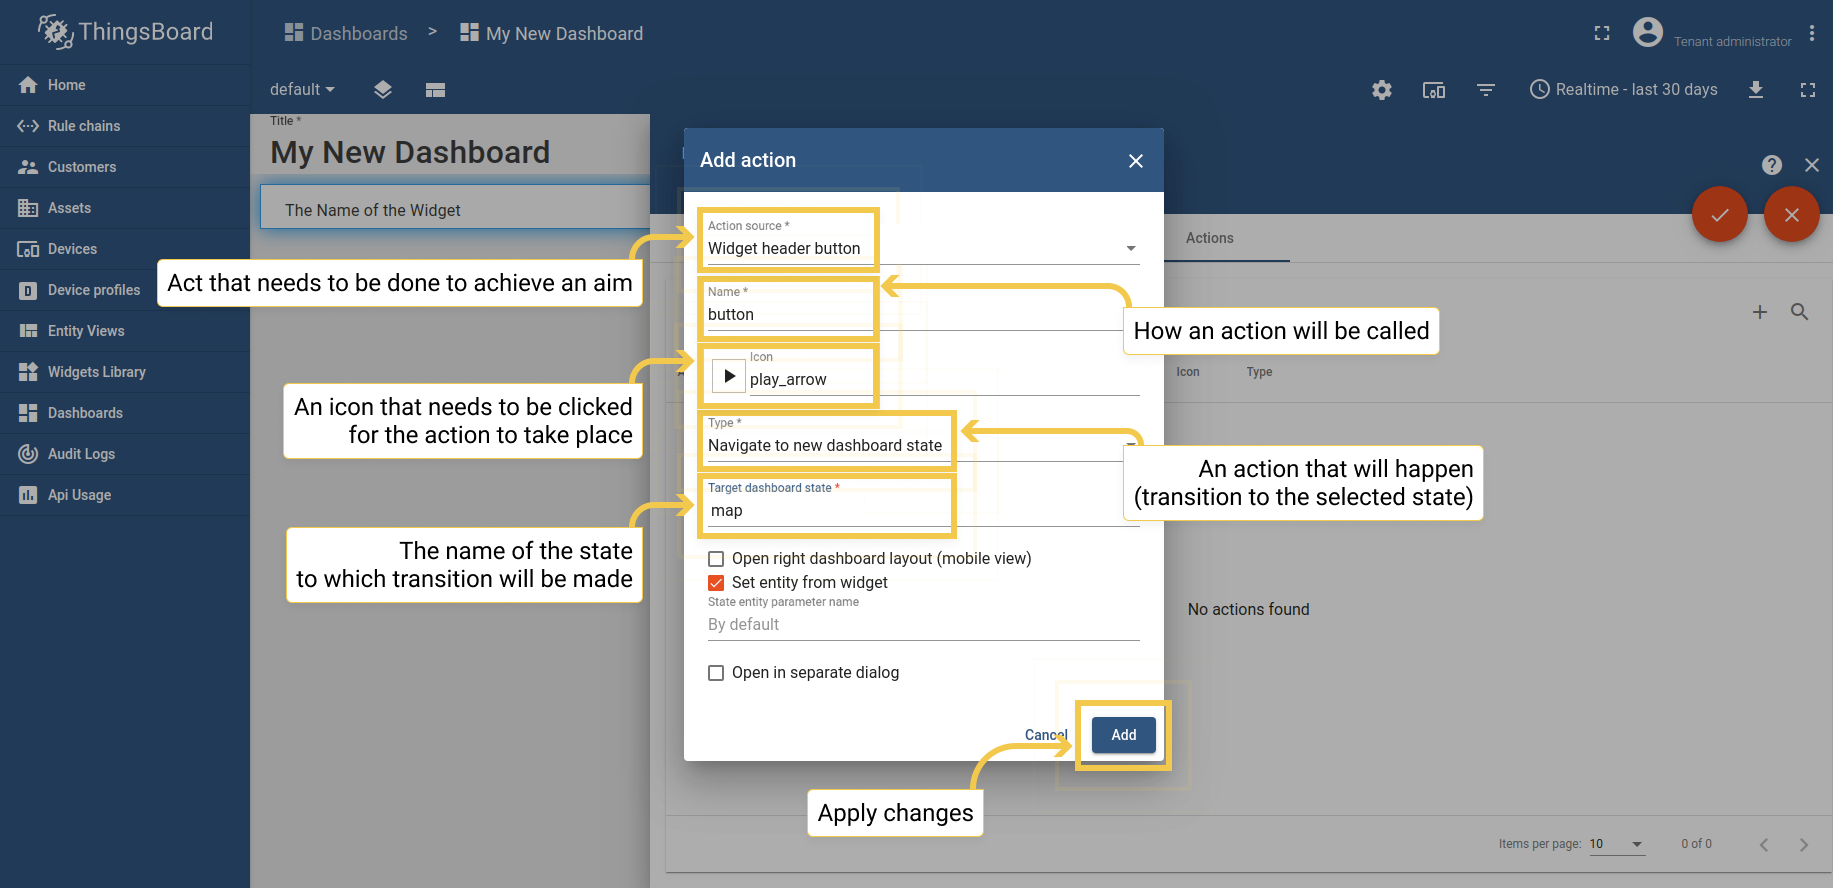 ThingsBoard
Dashboards > My New Dashboard
Tenant administrator
Home
Rule chains
Customers
Assets
Devices
Device profiles
Entity Views
Widgets Library
Dashboards
Audit Logs
Api Usage
default
Realtime - last 30 days
Title *
My New Dashboard
The Name of the Widget
Add action
Action source *
Widget header button
Name *
button
Icon
play_arrow
Type *
Navigate to new dashboard state
Target dashboard state *
map
Open right dashboard layout (mobile view)
Set entity from widget
State entity parameter name
By default
Open in separate dialog
Cancel
Add
Act that needs to be done to achieve an aim
How an action will be called
An icon that needs to be clicked
for the action to take place
An action that will happen
(transition to the selected state)
The name of the state
to which transition will be made
Apply changes
Actions
Icon
Type
No actions found
Items per page: 10
0 of 0